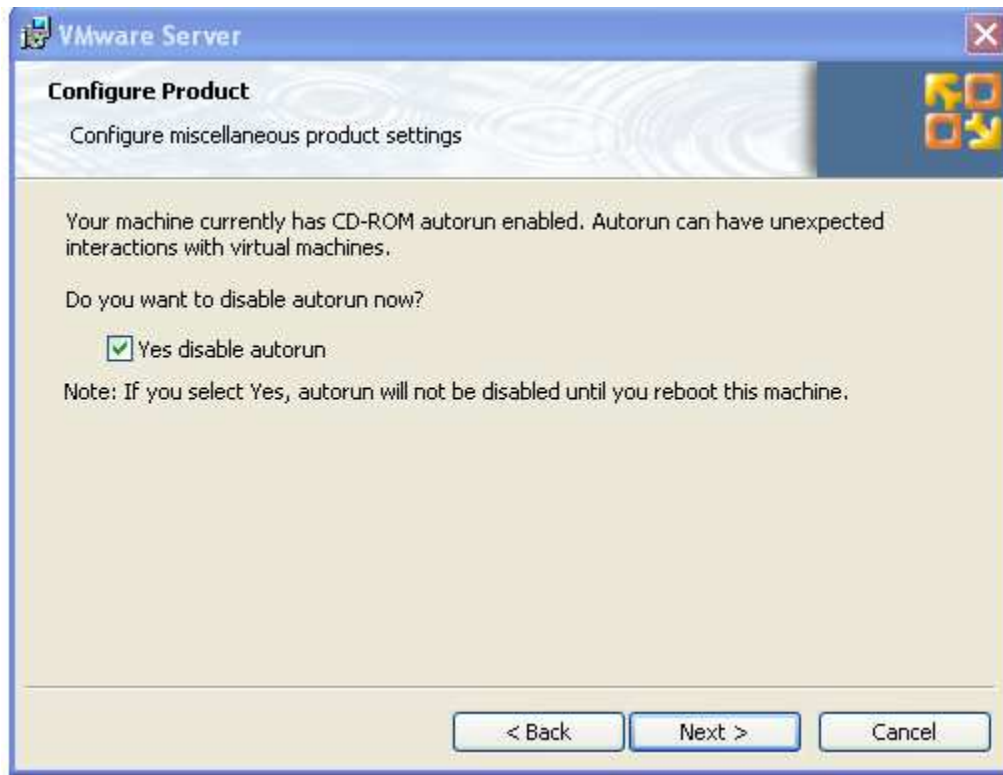 VMware Server
Configure Product
Configure miscellaneous product settings
Your machine currently has CD-ROM autorun enabled. Autorun can have unexpected
interactions with virtual machines.
Do you want to disable autorun now?
Yes disable autorun
Note: If you select Yes, autorun will not be disabled until you reboot this machine.
< Back
Next >
Cancel